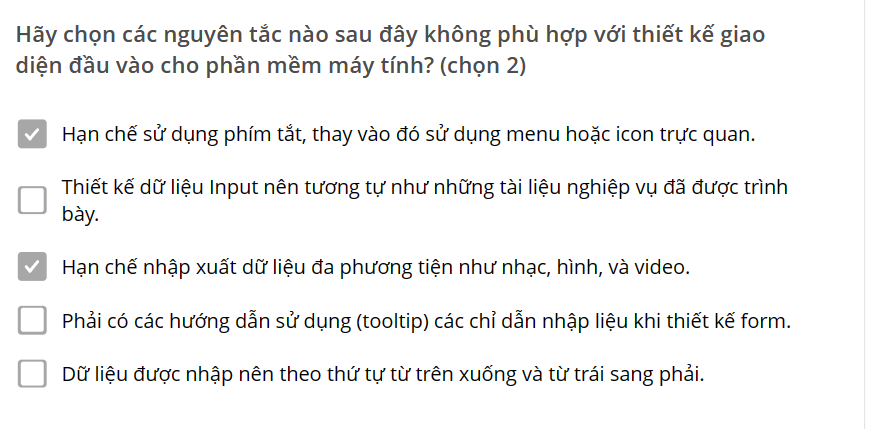 Hãy chọn các nguyên tắc nào sau đây không phù hợp với thiết kế giao
diện đầu vào cho phần mềm máy tính? (chọn 2)
Hạn chế sử dụng phím tắt, thay vào đó sử dụng menu hoặc icon trực quan.
Thiết kế dữ liệu Input nên tương tự như những tài liệu nghiệp vụ đã được trình
bày.
Hạn chế nhập xuất dữ liệu đa phương tiện như nhạc, hình, và video.
Phải có các hướng dẫn sử dụng (tooltip) các chỉ dẫn nhập liệu khi thiết kế form.
Dữ liệu được nhập nên theo thứ tự từ trên xuống và từ trái sang phải.